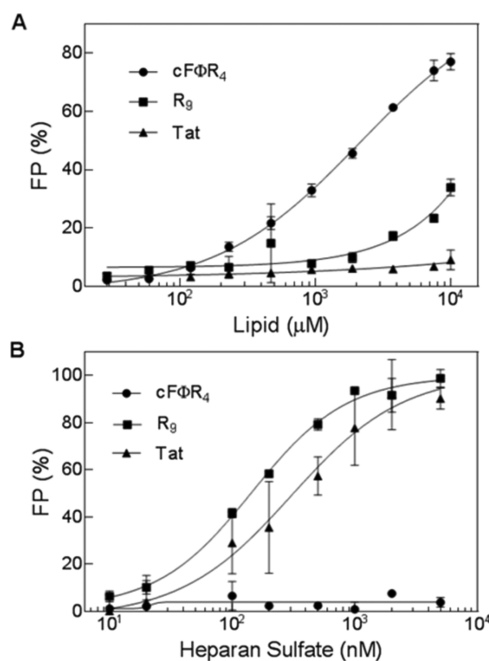 A
80
60
40
20
0
FP (%)
cFΦR₄
R₉
Tat
10² 10³ 10⁴
Lipid (μM)
B
100
80
60
40
20
0
FP (%)
cFΦR₄
R₉
Tat
10¹ 10² 10³ 10⁴
Heparan Sulfate (nM)